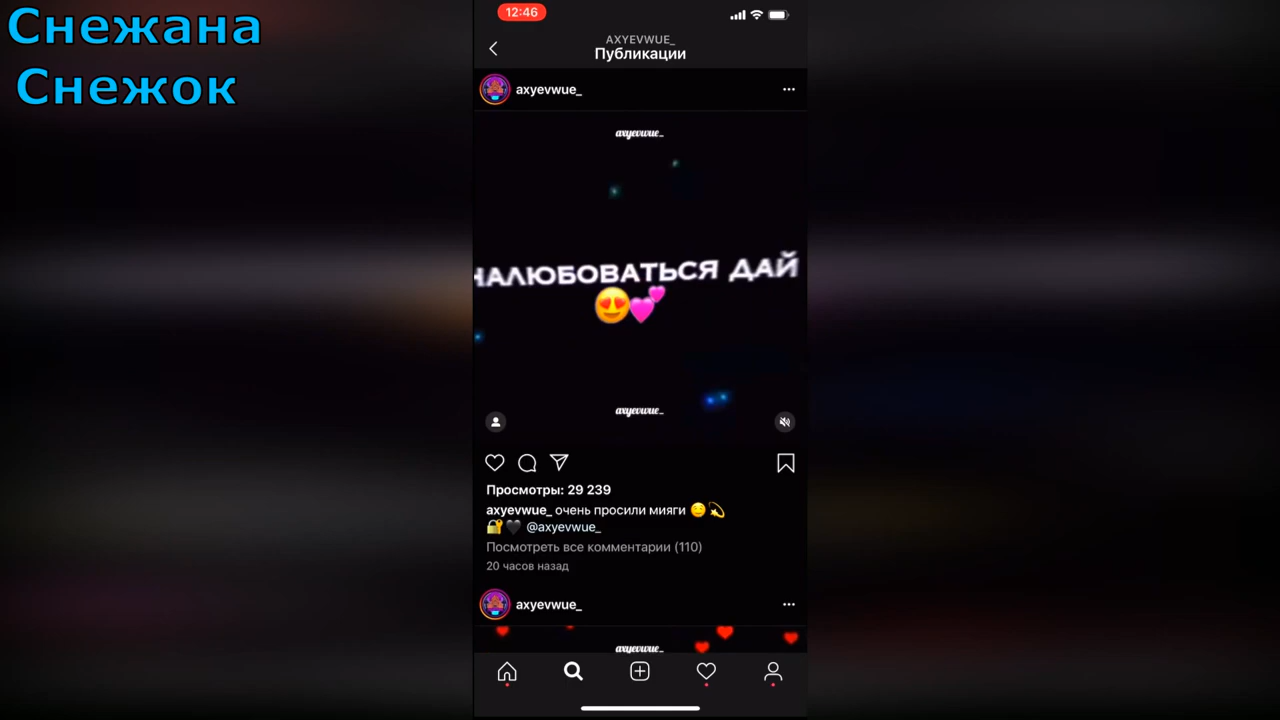 Снежана
Снежок
12:46
AXYEVWUE_
Публикации
axyevwue_
axyevwue_
НАЛЮБОВАТЬСЯ ДАЙ
😍💕
axyevwue_
Просмотры: 29 239
axyevwue_ очень просили мияги 😌💫
🔐🖤 @axyevwue_
Посмотреть все комментарии (110)
20 часов назад
axyevwue_
axyevwue_